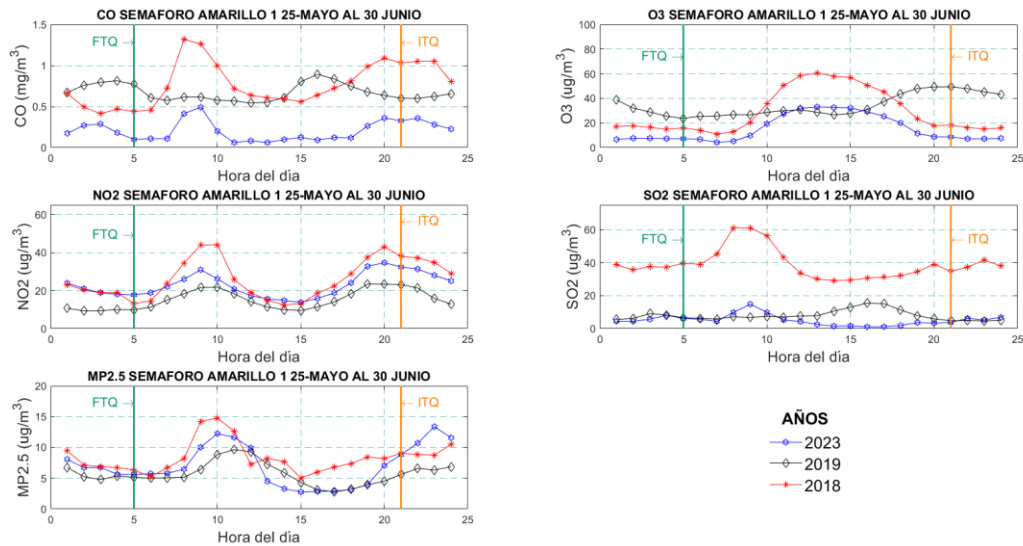 CO SEMAFORO AMARILLO 1 25-MAYO AL 30 JUNIO
CO (mg/m³)
1.5
1
0.5
0
FTQ
ITQ
0 5 10 15 20 25
Hora del dìa
O3 SEMAFORO AMARILLO 1 25-MAYO AL 30 JUNIO
O3 (ug/m³)
100
80
60
40
20
0
FTQ
ITQ
0 5 10 15 20 25
Hora del dìa
NO2 SEMAFORO AMARILLO 1 25-MAYO AL 30 JUNIO
NO2 (ug/m³)
60
40
20
0
FTQ
ITQ
0 5 10 15 20 25
Hora del dìa
SO2 SEMAFORO AMARILLO 1 25-MAYO AL 30 JUNIO
SO2 (ug/m³)
60
40
20
0
FTQ
ITQ
0 5 10 15 20 25
Hora del dìa
MP2.5 SEMAFORO AMARILLO 1 25-MAYO AL 30 JUNIO
MP2.5 (ug/m³)
20
15
10
5
0
FTQ
ITQ
0 5 10 15 20 25
Hora del dìa
AÑOS
2023
2019
2018